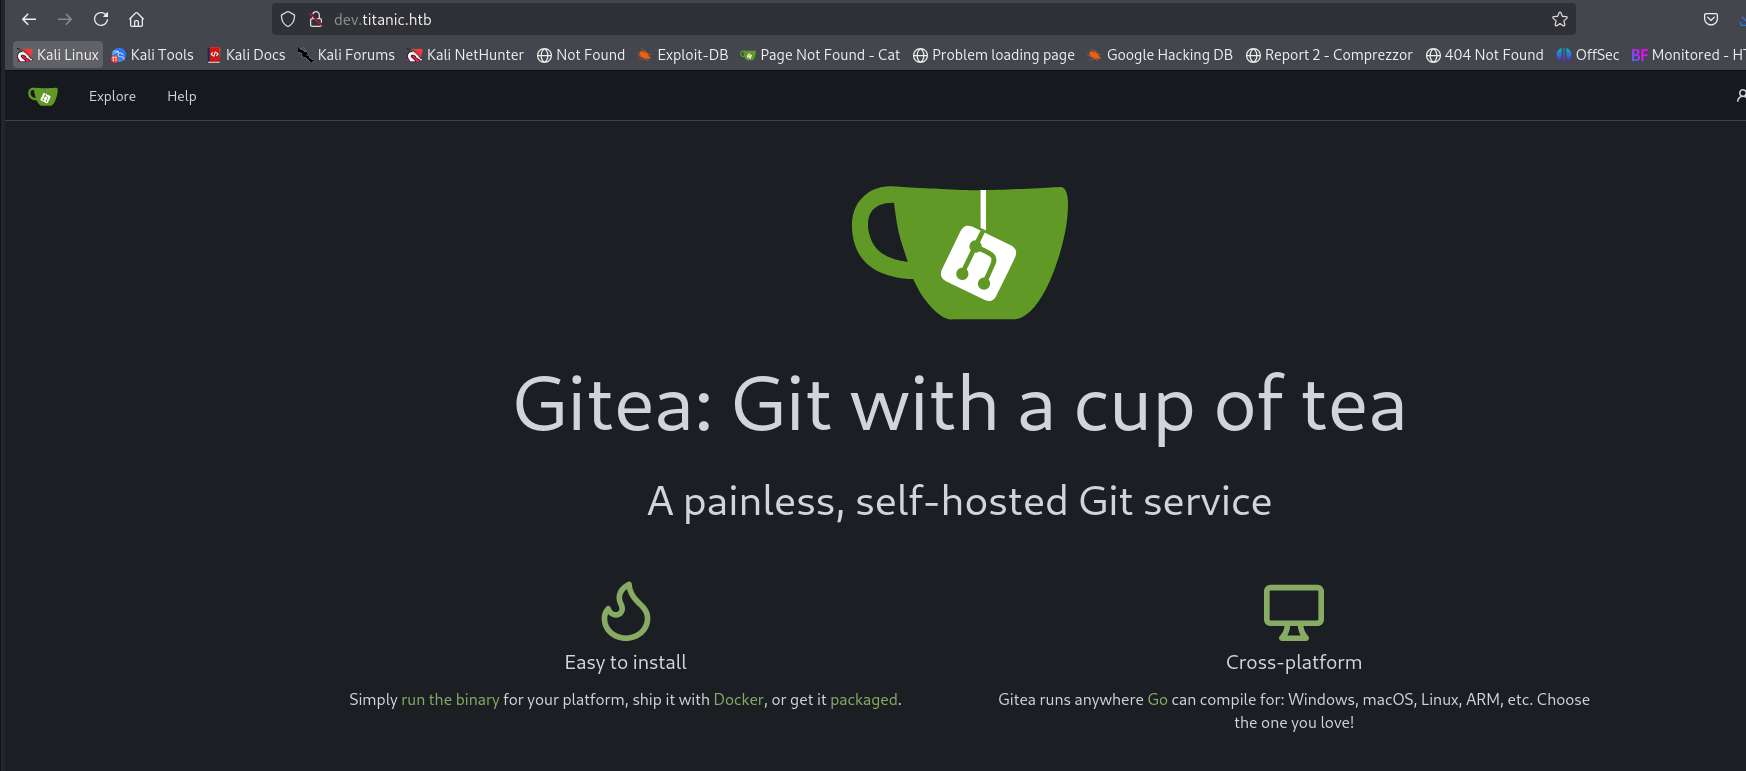 dev.titanic.htb
Kali Linux Kali Tools Kali Docs Kali Forums Kali NetHunter Not Found Exploit-DB Page Not Found - Cat Problem loading page Google Hacking DB Report 2 - Comprezzor 404 Not Found OffSec BF Monitored - HT
Explore Help
Gitea: Git with a cup of tea
A painless, self-hosted Git service
Easy to install
Simply run the binary for your platform, ship it with Docker, or get it packaged.
Cross-platform
Gitea runs anywhere Go can compile for: Windows, macOS, Linux, ARM, etc. Choose
the one you love!